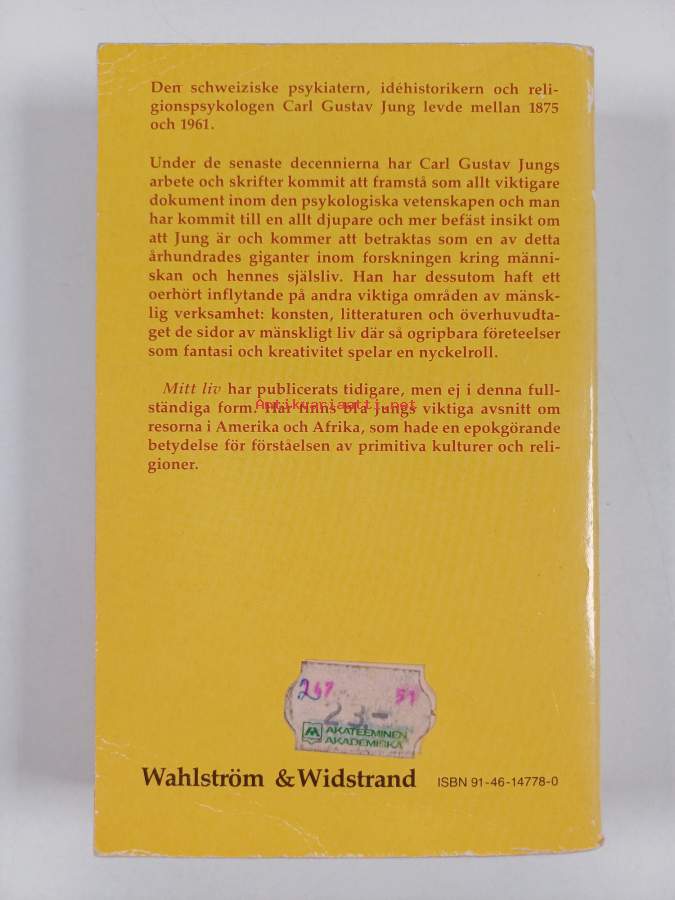 Den schweiziske psykiatern, idéhistorikern och reli-
gionspsykologen Carl Gustav Jung levde mellan 1875
och 1961.
Under de senaste decennierna har Carl Gustav Jungs
arbete och skrifter kommit att framstå som allt viktigare
dokument inom den psykologiska vetenskapen och man
har kommit till en allt djupare och mer befäst insikt om
att Jung är och kommer att betraktas som en av detta
århundrades giganter inom forskningen kring männi-
skan och hennes själsliv. Han har dessutom haft ett
oerhört inflytande på andra viktiga områden av mänsk-
lig verksamhet: konsten, litteraturen och överhuvudta-
get de sidor av mänskligt liv där så ogripbara företeelser
som fantasi och kreativitet spelar en nyckelroll.
Mitt liv har publicerats tidigare, men ej i denna full-
ständiga form. Här finns bl a Jungs viktiga avsnitt om
Antikvariaatti.net
resorna i Amerika och Afrika, som hade en epokgörande
betydelse för förståelsen av primitiva kulturer och reli-
gioner.
247 51
23,-
AKATEEMINEN
AKADEMISKA
Wahlström & Widstrand ISBN 91-46-14778-0